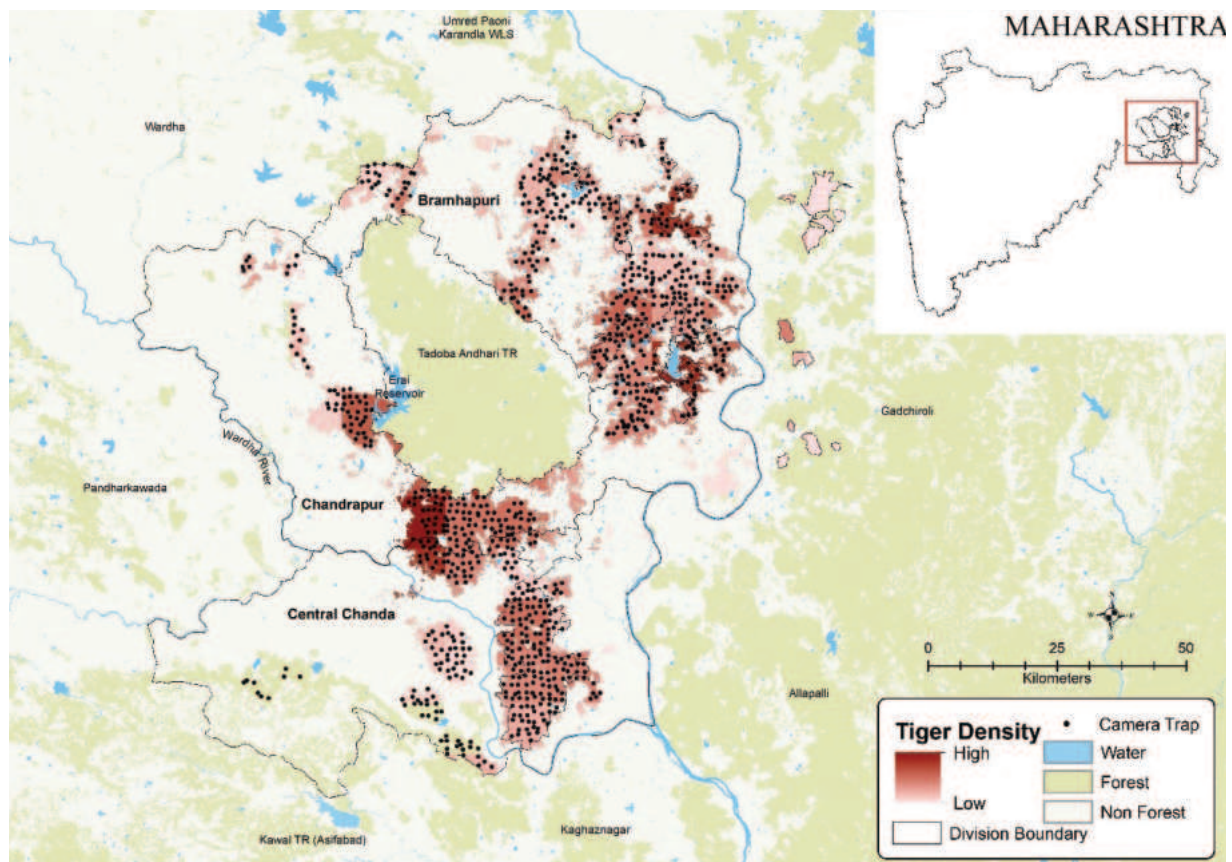 MAHARASHTRA
Umred Paoni
Karandla WLS
Wardha
Bramhapuri
Tadoba Andhari TR
Erai
Reservoir
Gadchiroli
Wardha River
Pandharkawada
Chandrapur
Central Chanda
N
0 25 50
Kilometers
Allapalli
Tiger Density
High
Low
Division Boundary
Camera Trap
Water
Forest
Non Forest
Kawal TR (Asifabad)
Kaghaznagar